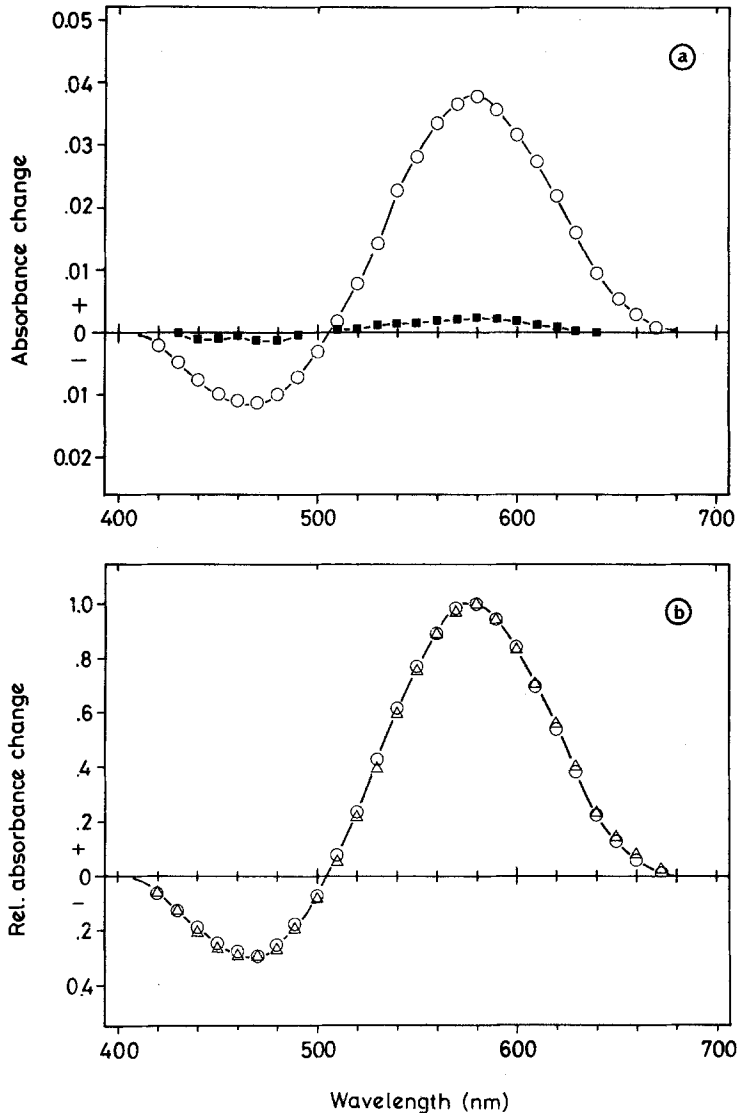 a
0.05
.04
.03
.02
.01
+
0
−
.01
0.02
Absorbance change
400 500 600 700
b
1.0
.8
.6
.4
.2
+
0
−
.2
0.4
Rel. absorbance change
400 500 600 700
Wavelength (nm)